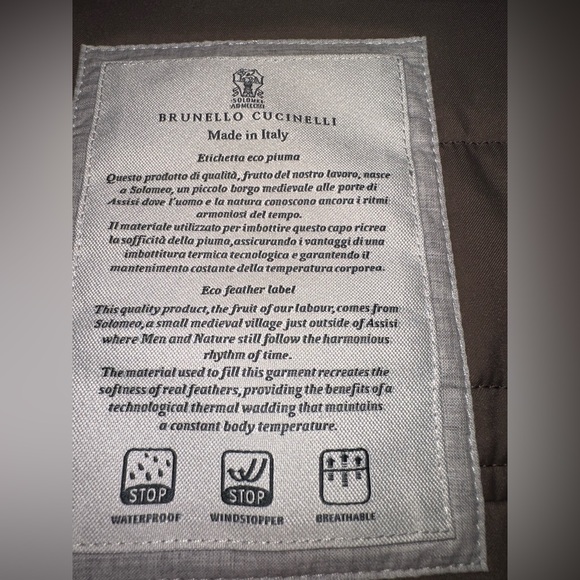 SOLOMEO
BRUNELLO CUCINELLI
Made in Italy
Etichetta eco piuma
Questo prodotto di qualità, frutto del nostro lavoro, nasce
a Solomeo, un piccolo borgo medievale alle porte di
Assisi dove l'uomo e la natura conoscono ancora i ritmi
armoniosi del tempo.
Il materiale utilizzato per imbottire questo capo ricrea
la sofficità della piuma, assicurando i vantaggi di una
imbottitura termica tecnologica e garantendo il
mantenimento costante della temperatura corporea.
Eco feather label
This quality product, the fruit of our labour, comes from
Solomeo, a small medieval village just outside of Assisi
where Men and Nature still follow the harmonious
rhythm of time.
The material used to fill this garment recreates the
softness of real feathers, providing the benefits of a
technological thermal wadding that maintains
a constant body temperature.
STOP STOP
WATERPROOF WINDSTOPPER BREATHABLE